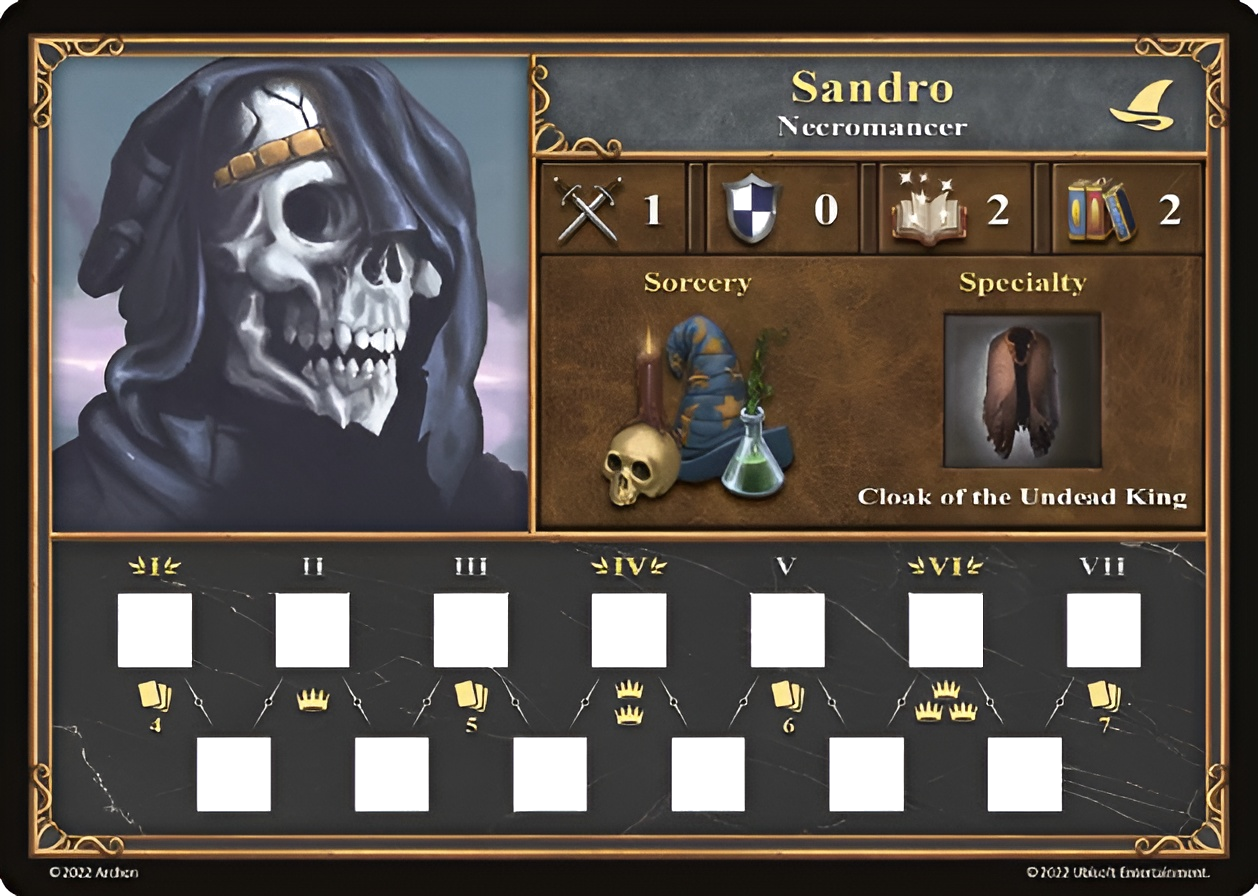 Sandro
Necromancer
1 0 2 2
Sorcery Specialty
Cloak of the Undead King
I II III IV V VI VII
4 5 6 7
©2022 Archon ©2022 Ubisoft Entertainment.